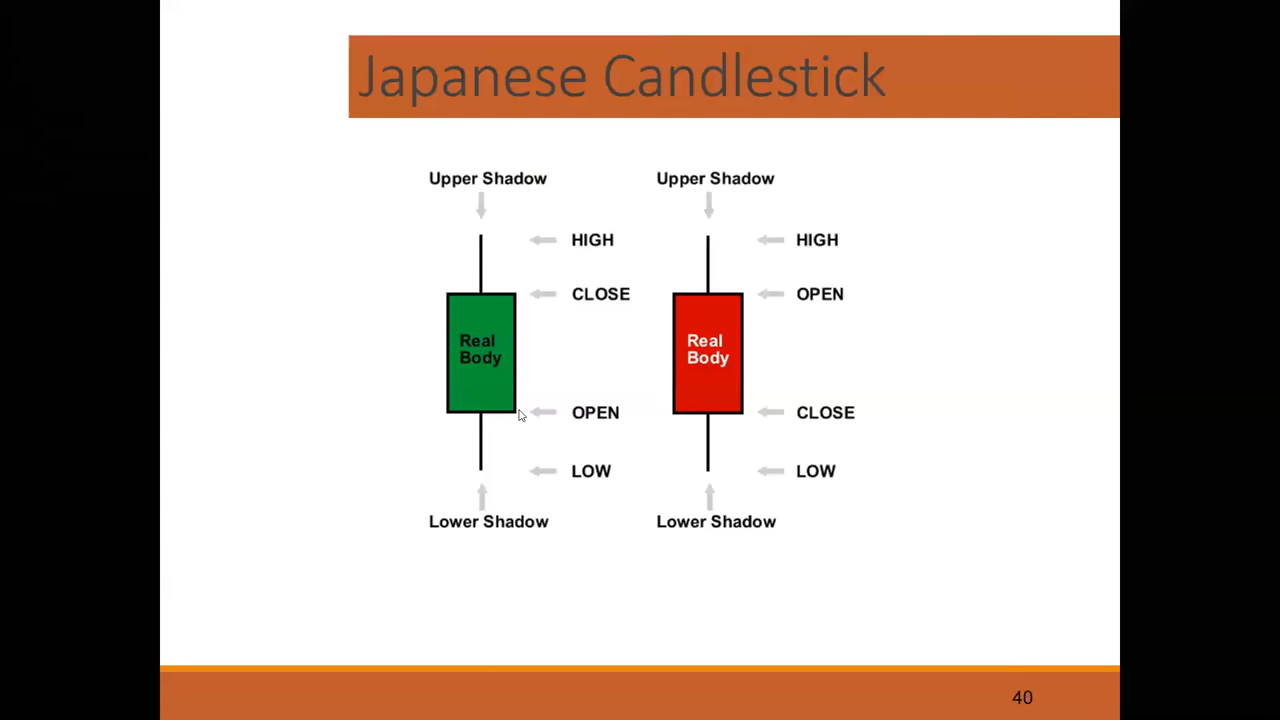 Japanese Candlestick
Upper Shadow
HIGH
CLOSE
Real
Body
OPEN
LOW
Lower Shadow
Upper Shadow
HIGH
OPEN
Real
Body
CLOSE
LOW
Lower Shadow
40